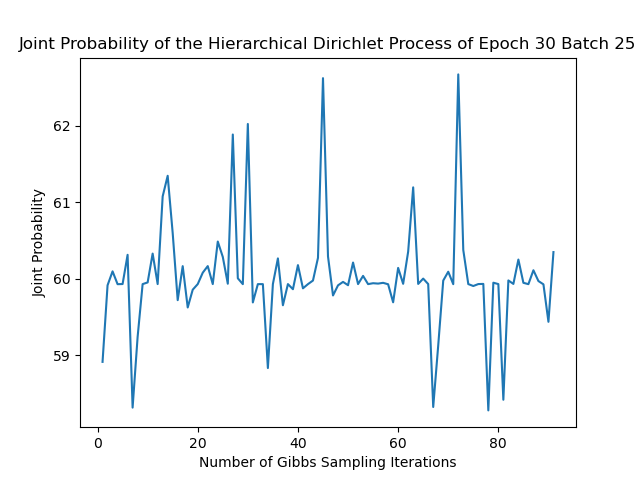 Joint Probability of the Hierarchical Dirichlet Process of Epoch 30 Batch 25
62
61
60
59
Joint Probability
0 20 40 60 80
Number of Gibbs Sampling Iterations